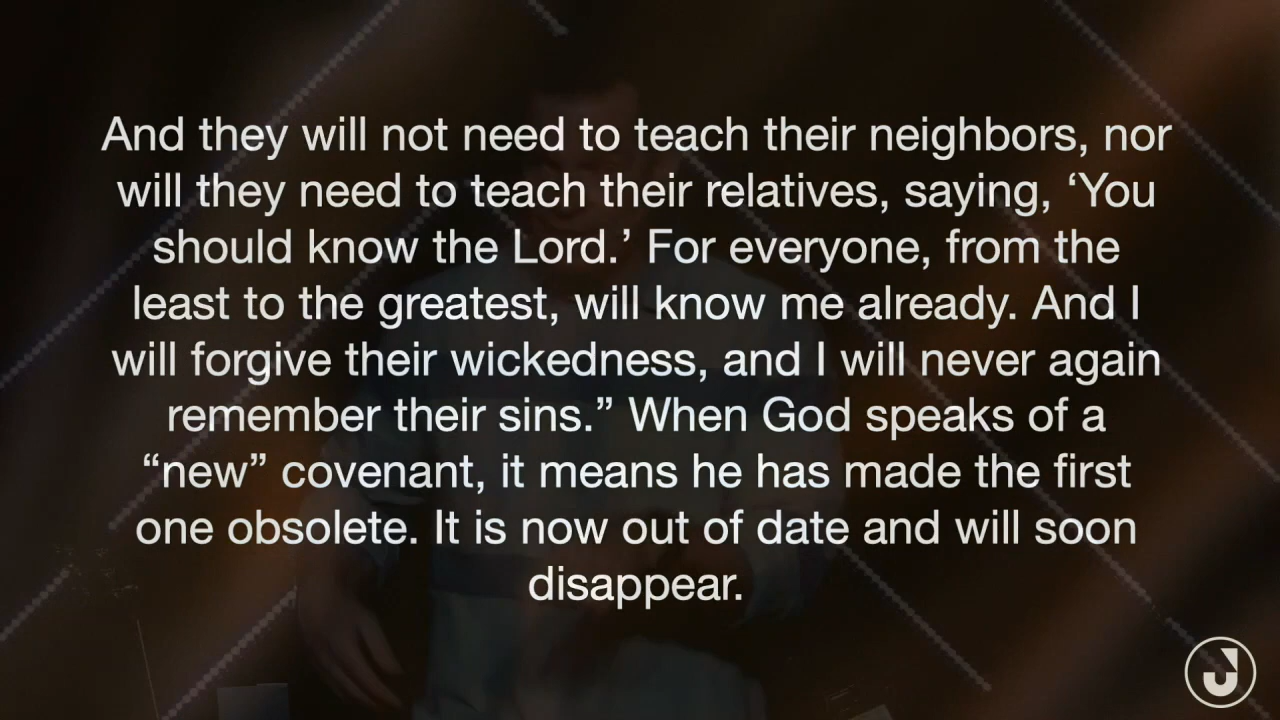 And they will not need to teach their neighbors, nor
will they need to teach their relatives, saying, ‘You
should know the Lord.’ For everyone, from the
least to the greatest, will know me already. And I
will forgive their wickedness, and I will never again
remember their sins.” When God speaks of a
“new” covenant, it means he has made the first
one obsolete. It is now out of date and will soon
disappear.
J